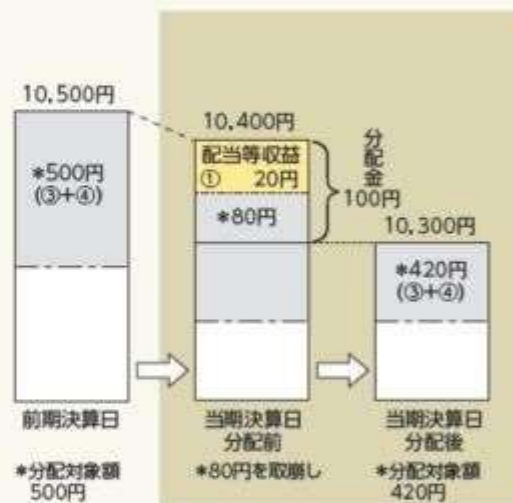 10,500円
*500円
(③+④)
前期決算日
*分配対象額
500円
10,400円
配当等収益
① 20円
*80円
分配金
100円
当期決算日
分配前
*80円を取崩し
10,300円
*420円
(③+④)
当期決算日
分配後
*分配対象額
420円